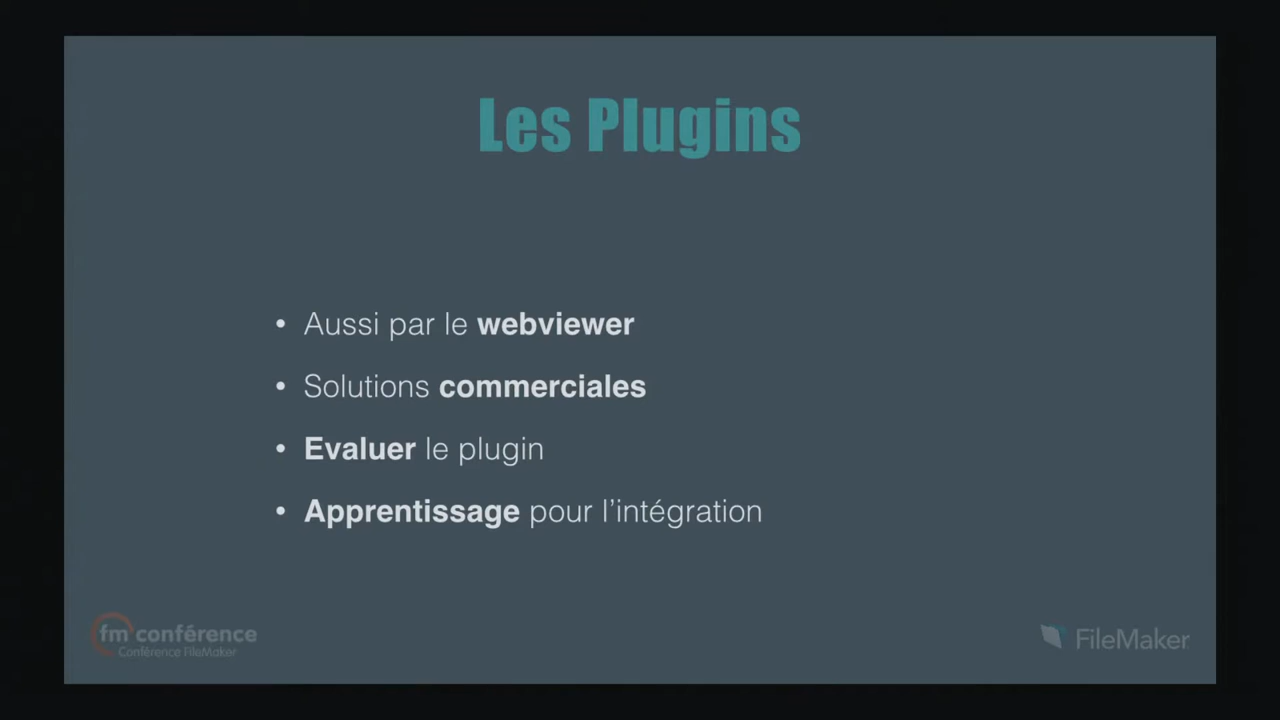 Les Plugins
• Aussi par le webviewer
• Solutions commerciales
• Evaluer le plugin
• Apprentissage pour l’intégration
fm conférence
Conférence FileMaker
FileMaker